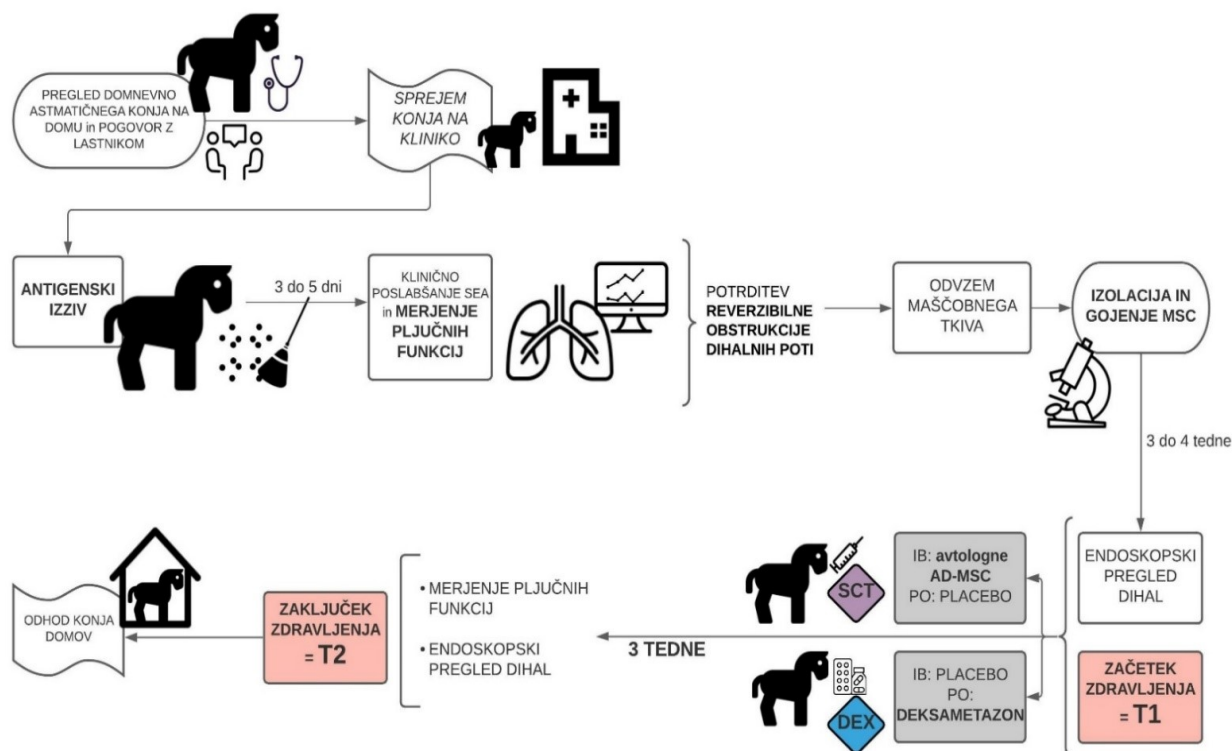 PREGLED DOMNEVNO
ASTMATIČNEGA KONJA NA
DOMU in POGOVOR Z
LASTNIKOM
SPREJEM
KONJA NA
KLINIKO
ANTIGENSKI
IZZIV
3 do 5 dni
KLINIČNO
POSLABŠANJE SEA
in MERJENJE
PLJUČNIH
FUNKCIJ
POTRDITEV
REVERZIBILNE
OBSTRUKCIJE
DIHALNIH POTI
ODVZEM
MAŠČOBNEGA
TKIVA
IZOLACIJA IN
GOJENJE MSC
3 do 4 tedne
ENDOSKOPSKI
PREGLED
DIHAL
ZAČETEK
ZDRAVLJENJA
= T1
IB: avtologne
AD-MSC
PO: PLACEBO
SCT
IB: PLACEBO
PO:
DEKSAMETAZON
DEX
3 TEDNE
• MERJENJE PLJUČNIH
FUNKCIJ
• ENDOSKOPSKI
PREGLED DIHAL
ZAKLJUČEK
ZDRAVLJENJA
= T2
ODHOD KONJA
DOMOV